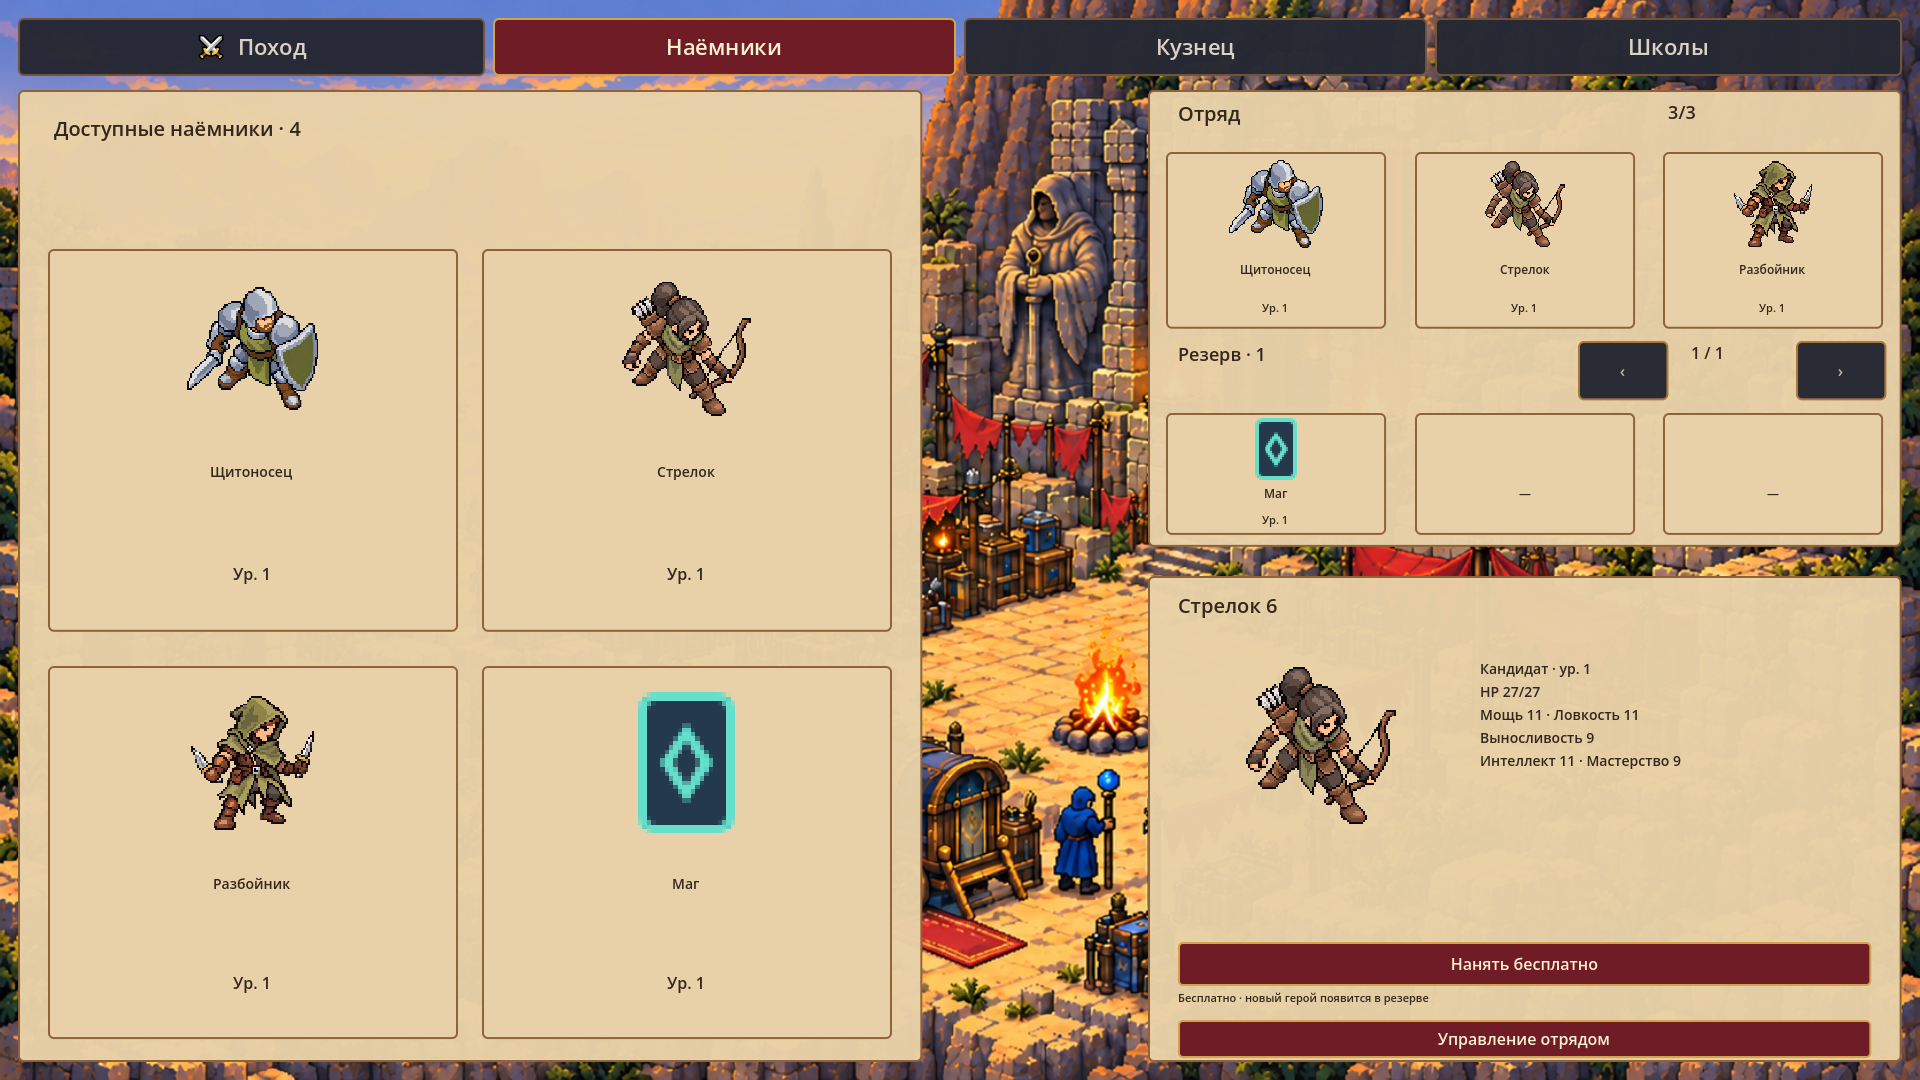 Поход
Наёмники
Кузнец
Школы
Доступные наёмники · 4
Щитоносец
Ур. 1
Стрелок
Ур. 1
Разбойник
Ур. 1
Маг
Ур. 1
Отряд
3/3
Щитоносец
Ур. 1
Стрелок
Ур. 1
Разбойник
Ур. 1
Резерв · 1
‹
1 / 1
›
Маг
Ур. 1
—
—
Стрелок 6
Кандидат · ур. 1
HP 27/27
Мощь 11 · Ловкость 11
Выносливость 9
Интеллект 11 · Мастерство 9
Нанять бесплатно
Бесплатно · новый герой появится в резерве
Управление отрядом